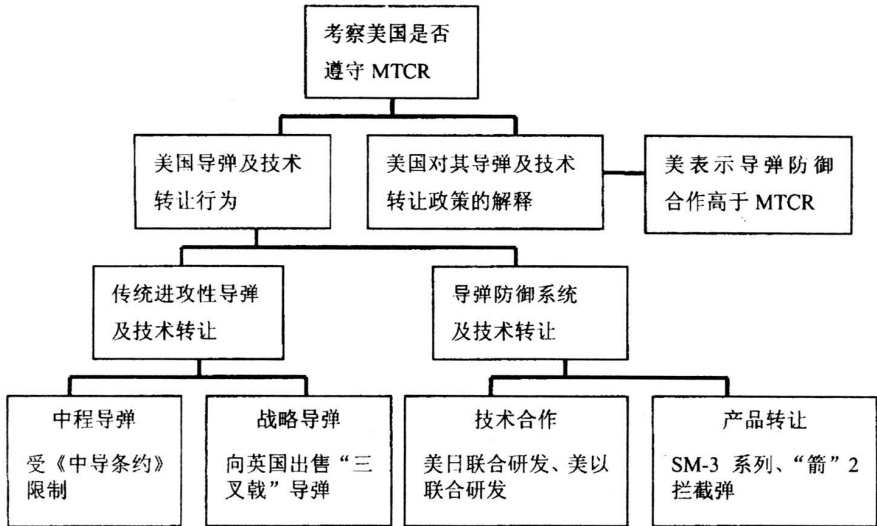 考察美国是否
遵守 MTCR
美国导弹及技术
转让行为
美国对其导弹及技术
转让政策的解释
美表示导弹防御
合作高于 MTCR
传统进攻性导弹
及技术转让
导弹防御系统
及技术转让
中程导弹
受《中导条约》
限制
战略导弹
向英国出售“三
叉戟”导弹
技术合作
美日联合研发、美以
联合研发
产品转让
SM-3 系列、“箭”2
拦截弹